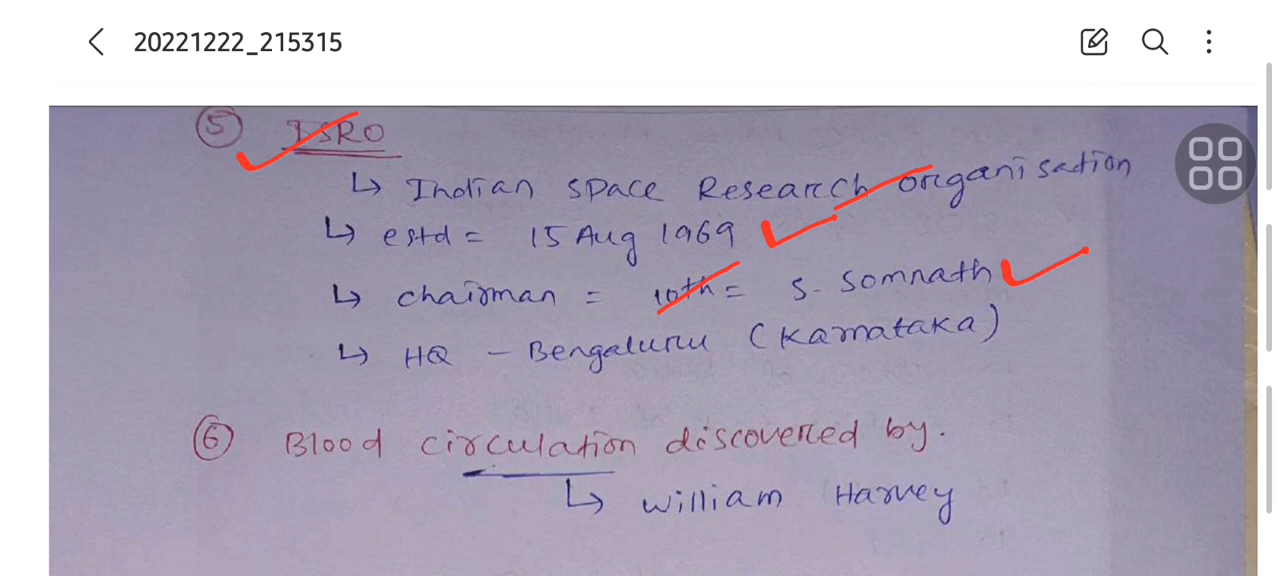 20221222_215315
5 ISRO
↳ Indian space Research organisation
↳ estd = 15 Aug 1969
↳ chairman = 10th = S. Somnath
↳ HQ – Bengaluru (Karnataka)
6 Blood circulation discovered by.
↳ William Harvey